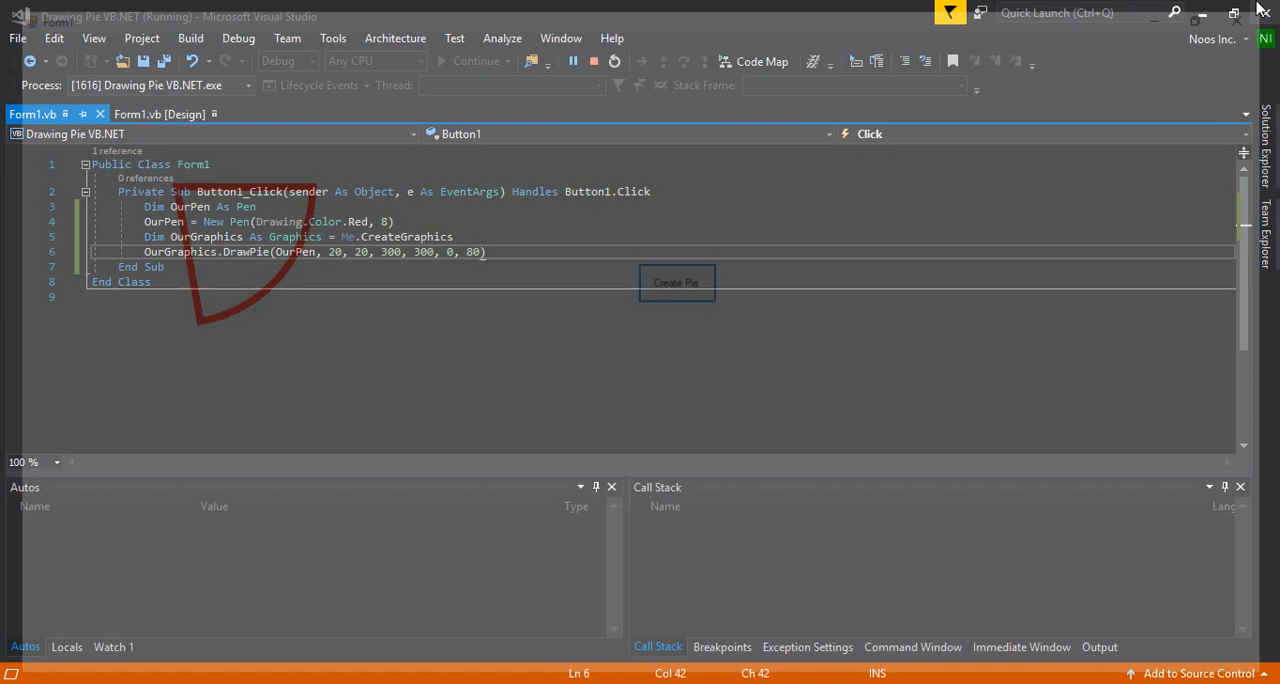 Drawing Pie VB.NET (Running) - Microsoft Visual Studio
Form1
Quick Launch (Ctrl+Q)
File Edit View Project Build Debug Team Tools Architecture Test Analyze Window Help
Noos Inc. NI
Debug Any CPU Continue Code Map
Process: [1616] Drawing Pie VB.NET.exe Lifecycle Events Thread: Stack Frame:
Form1.vb Form1.vb [Design]
VB Drawing Pie VB.NET Button1 Click
1 reference
1 Public Class Form1
0 references
2 Private Sub Button1_Click(sender As Object, e As EventArgs) Handles Button1.Click
3 Dim OurPen As Pen
4 OurPen = New Pen(Drawing.Color.Red, 8)
5 Dim OurGraphics As Graphics = Me.CreateGraphics
6 OurGraphics.DrawPie(OurPen, 20, 20, 300, 300, 0, 80)
7 End Sub
8 End Class
9
Create Pie
Solution Explorer
Team Explorer
100 %
Autos
Name Value Type
Call Stack
Name Lang
Autos Locals Watch 1
Call Stack Breakpoints Exception Settings Command Window Immediate Window Output
Ln 6 Col 42 Ch 42 INS Add to Source Control